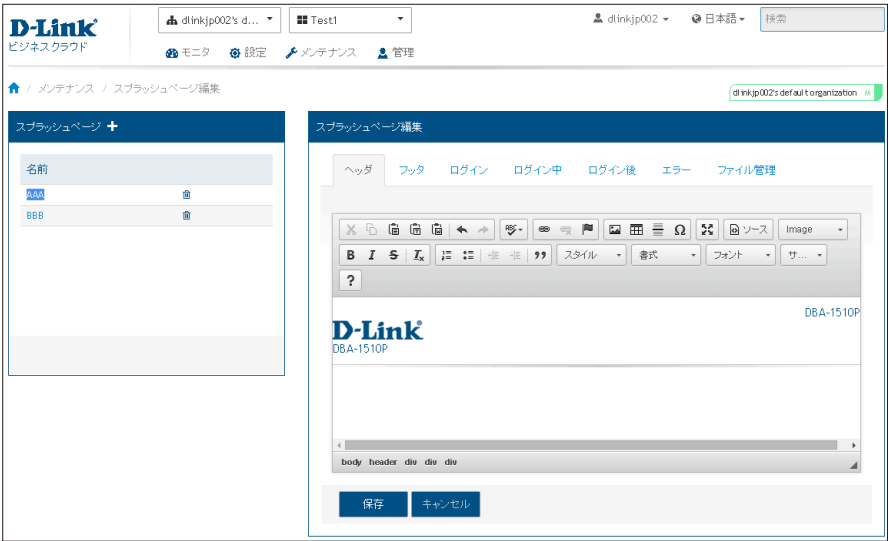 D-Link
ビジネスクラウド
dlinkjp002's d...
Test1
dlinkjp002
日本語
検索
モニタ
設定
メンテナンス
管理
/ メンテナンス / スプラッシュページ編集
dlinkjp002's default organization
スプラッシュページ
名前
AAA
BBB
スプラッシュページ編集
ヘッダ
フッタ
ログイン
ログイン中
ログイン後
エラー
ファイル管理
ABC
Ω
ソース
Image
B I S Ix
スタイル
書式
フォント
サ...
?
DBA-1510P
D-Link
DBA-1510P
body header div div div
保存
キャンセル